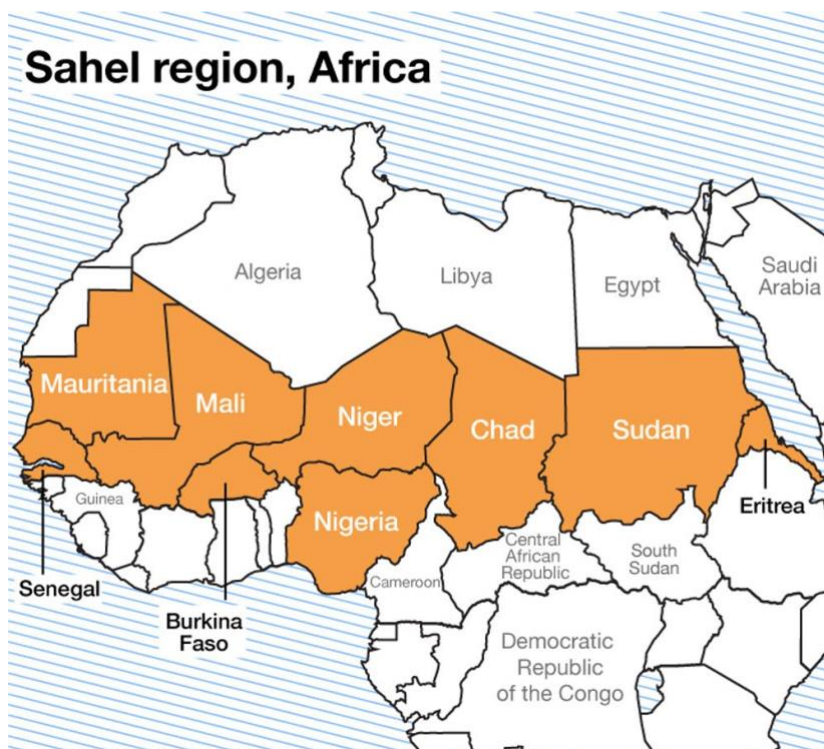 Sahel region, Africa
Algeria
Libya
Egypt
Saudi
Arabia
Mauritania
Mali
Niger
Chad
Sudan
Eritrea
Guinea
Nigeria
Senegal
Burkina
Faso
Cameroon
Central
African
Republic
South
Sudan
Democratic
Republic
of the Congo